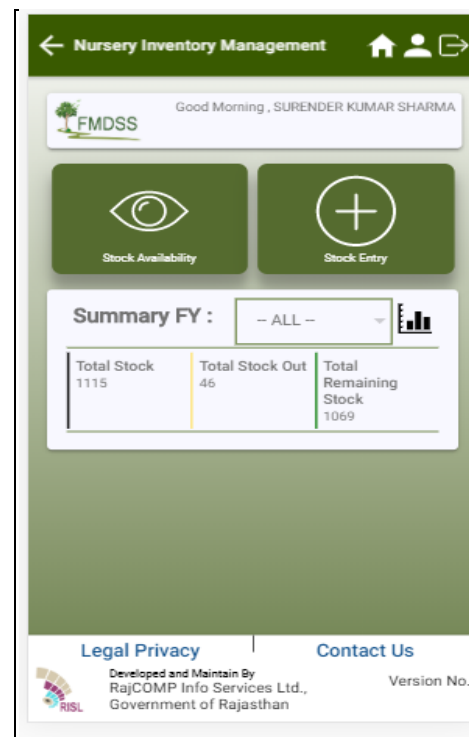 Nursery Inventory Management
FMDSS
Good Morning , SURENDER KUMAR SHARMA
Stock Availability
Stock Entry
Summary FY :
-- ALL --
Total Stock
1115
Total Stock Out
46
Total
Remaining
Stock
1069
Legal Privacy
Contact Us
Developed and Maintain By
RajCOMP Info Services Ltd.,
Government of Rajasthan
Version No.
RISL